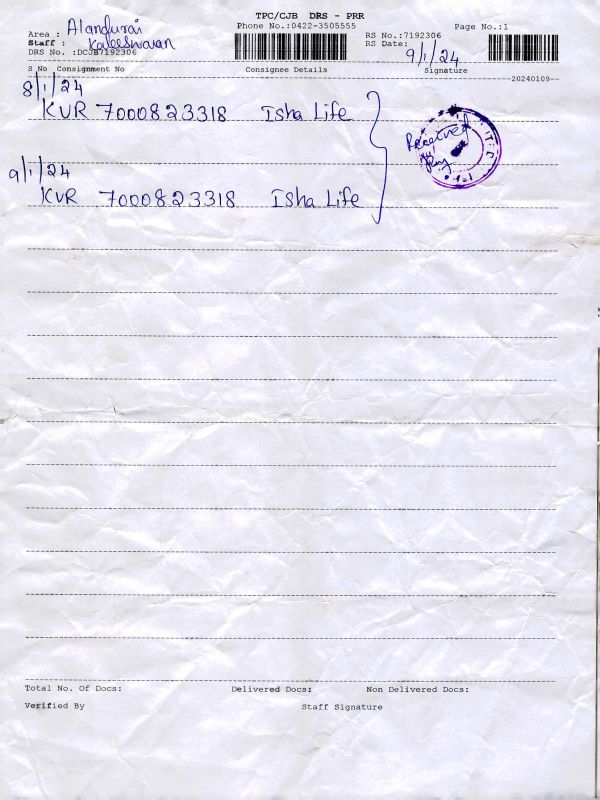 TPC/CJB DRS - PRR
Area : Alandurai
Phone No.:0422-3505555
Page No.:1
Staff : Kaleeswaran
RS No.:7192306
DRS No. :DCJB7192306
RS Date: 9/1/24
S No Consignment No Consignee Details Signature
20240109
8/1/24
KVR 7000823318 Isha Life
Received
9/1/24
KVR 7000823318 Isha Life
Total No. Of Docs: Delivered Docs: Non Delivered Docs:
Verified By Staff Signature